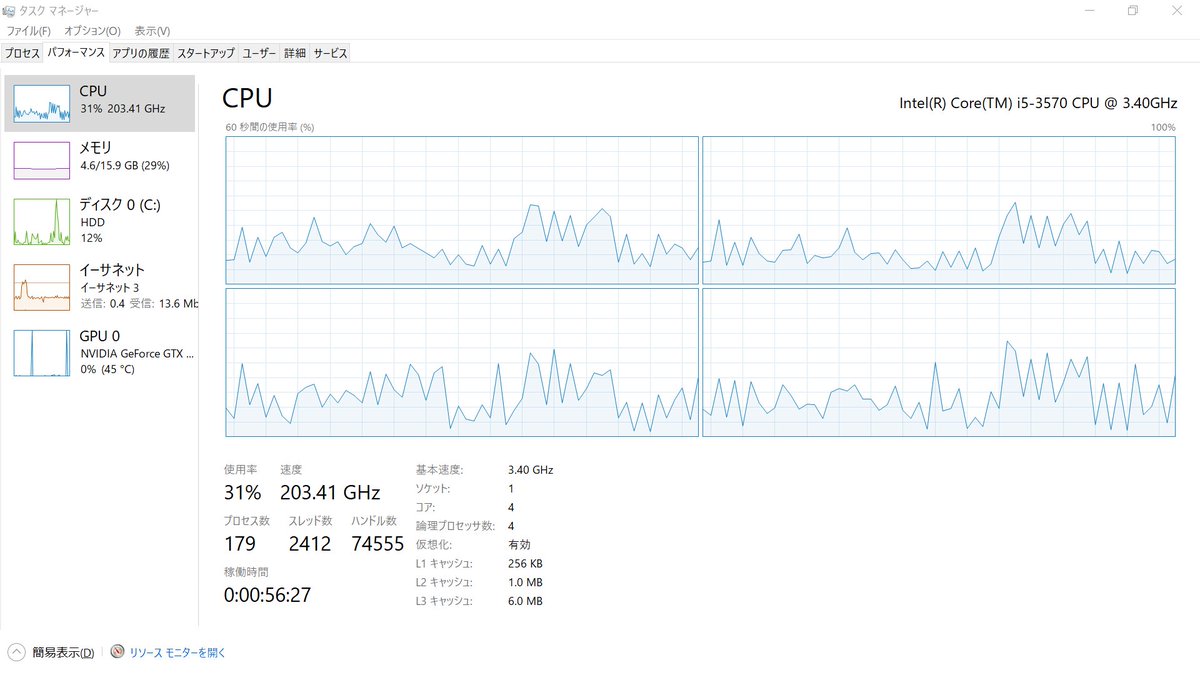 タスク マネージャー
ファイル(F) オプション(O) 表示(V)
プロセス パフォーマンス アプリの履歴 スタートアップ ユーザー 詳細 サービス
CPU
31% 203.41 GHz
メモリ
4.6/15.9 GB (29%)
ディスク 0 (C:)
HDD
12%
イーサネット
イーサネット 3
送信: 0.4 受信: 13.6 Mb
GPU 0
NVIDIA GeForce GTX ...
0% (45 °C)
CPU
Intel(R) Core(TM) i5-3570 CPU @ 3.40GHz
60 秒間の使用率 (%)
100%
使用率 速度
31% 203.41 GHz
プロセス数 スレッド数 ハンドル数
179 2412 74555
稼働時間
0:00:56:27
基本速度: 3.40 GHz
ソケット: 1
コア: 4
論理プロセッサ数: 4
仮想化: 有効
L1 キャッシュ: 256 KB
L2 キャッシュ: 1.0 MB
L3 キャッシュ: 6.0 MB
簡易表示(D)
リソース モニターを開く